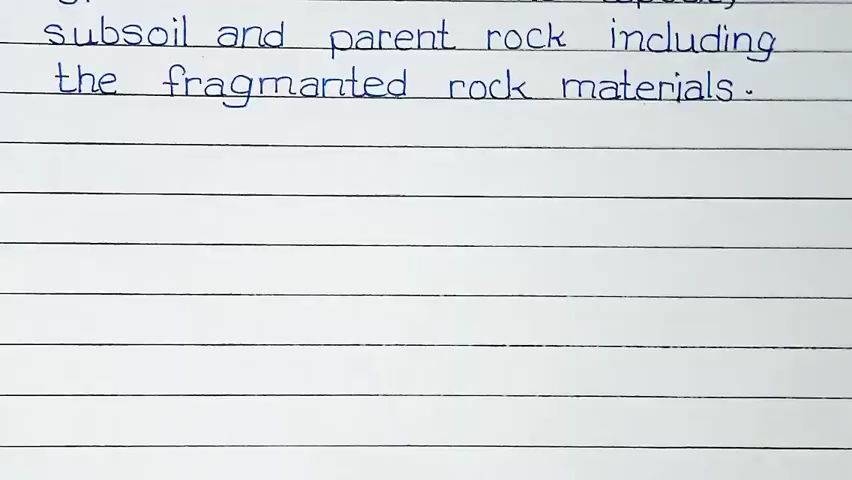 subsoil and parent rock including
the fragmanted rock materials.